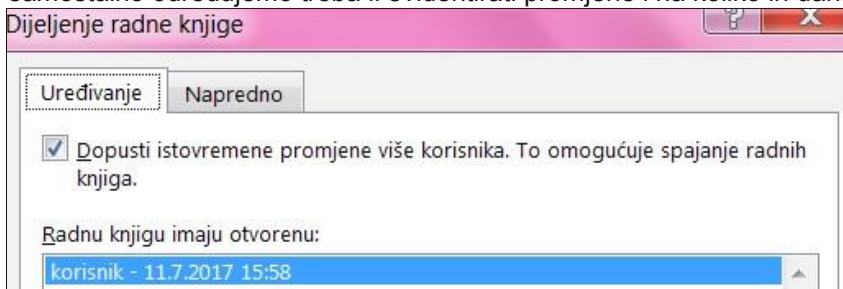 Dijeljenje radne knjige
Uređivanje Napredno
Dopusti istovremene promjene više korisnika. To omogućuje spajanje radnih
knjiga.
Radnu knjigu imaju otvorenu:
korisnik - 11.7.2017 15:58